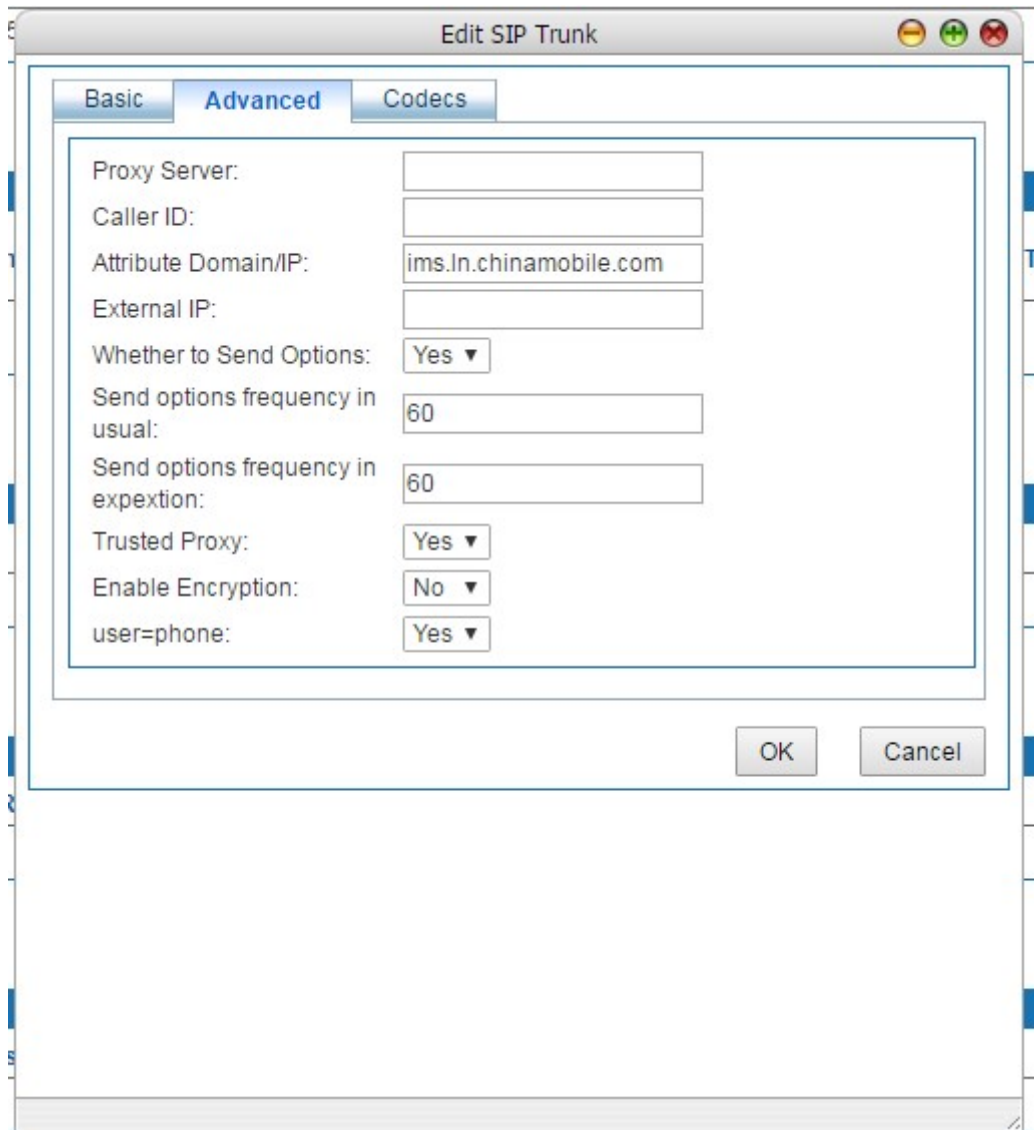 Edit SIP Trunk
Basic Advanced Codecs
Proxy Server:
Caller ID:
Attribute Domain/IP: ims.ln.chinamobile.com
External IP:
Whether to Send Options: Yes
Send options frequency in
usual: 60
Send options frequency in
expextion: 60
Trusted Proxy: Yes
Enable Encryption: No
user=phone: Yes
OK Cancel